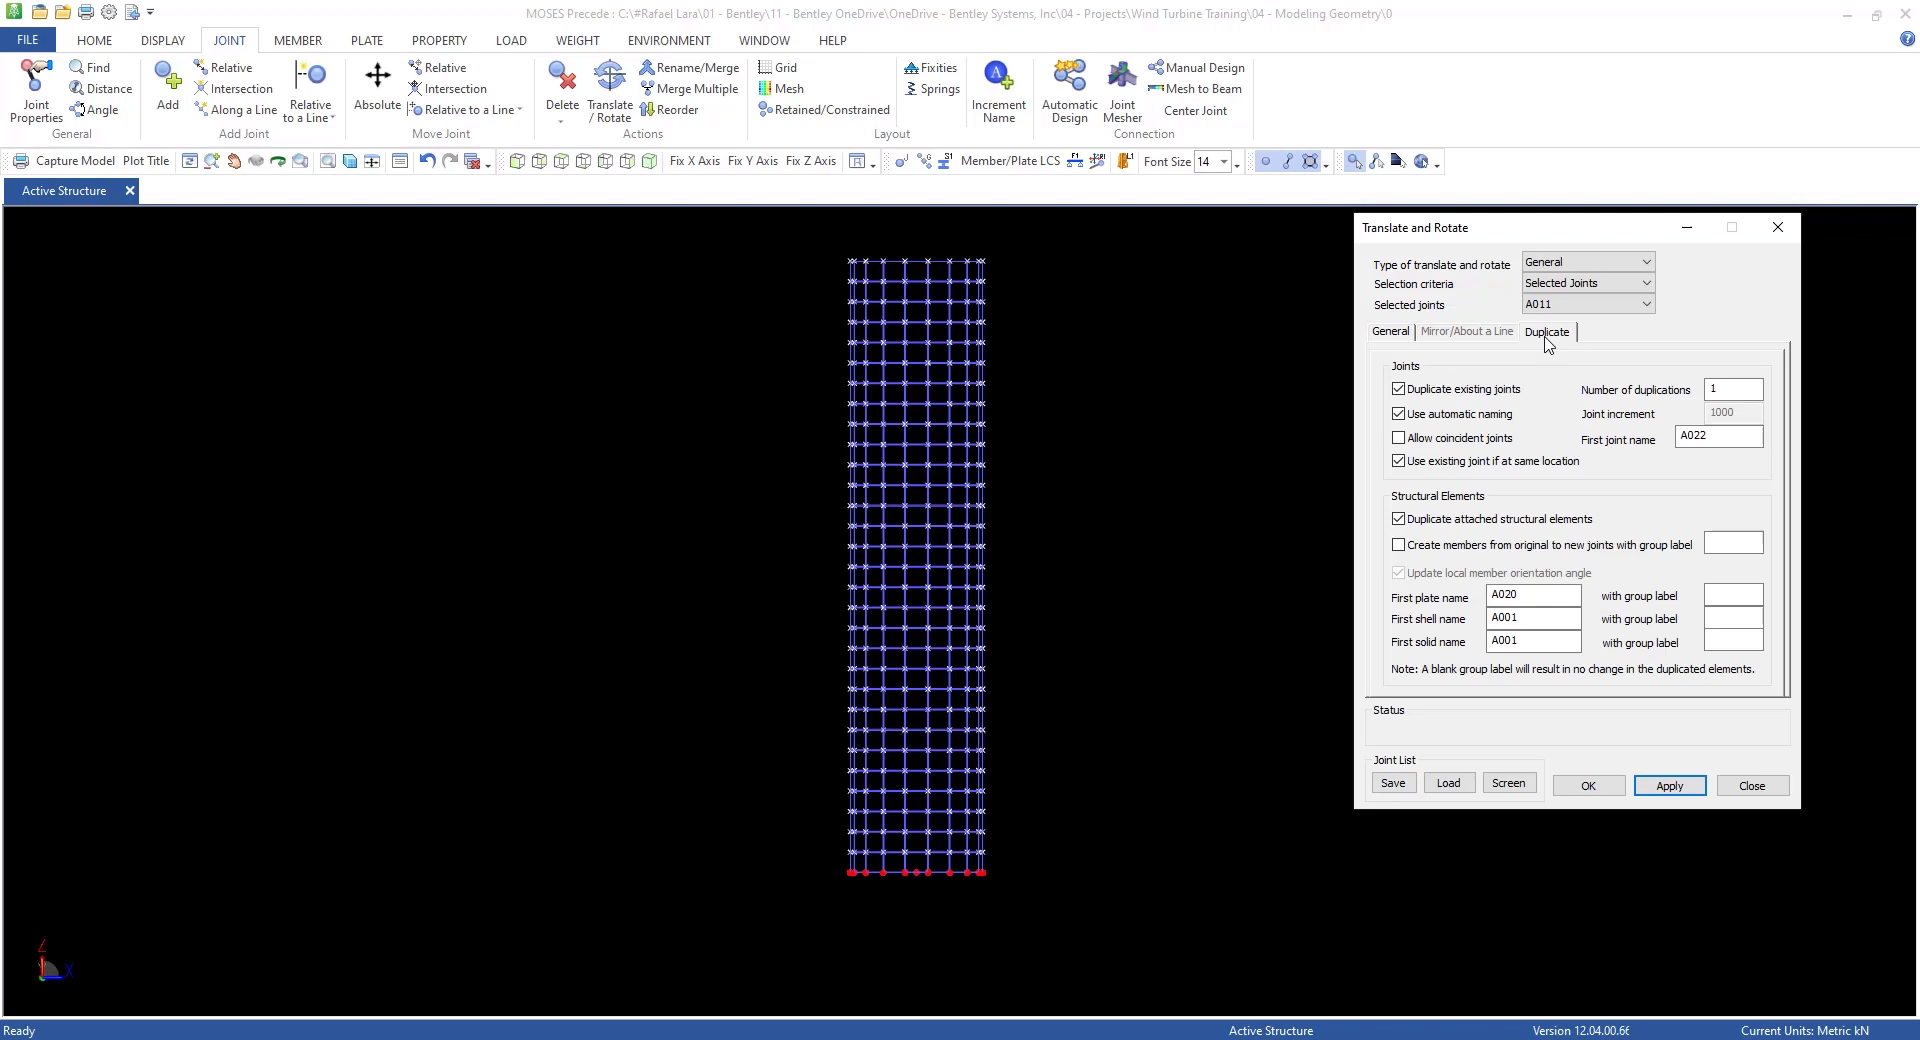 MOSES Precede : C:\#Rafael Lara\01 - Bentley\11 - Bentley OneDrive\OneDrive - Bentley Systems, Inc\04 - Projects\Wind Turbine Training\04 - Modeling Geometry\0
FILE HOME DISPLAY JOINT MEMBER PLATE PROPERTY LOAD WEIGHT ENVIRONMENT WINDOW HELP
Joint Properties
Find
Distance
Angle
General
Add
Relative
Intersection
Along a Line
Relative to a Line
Add Joint
Absolute
Relative
Intersection
Relative to a Line
Move Joint
Delete
Translate / Rotate
Rename/Merge
Merge Multiple
Reorder
Actions
Grid
Mesh
Retained/Constrained
Fixities
Springs
Layout
Increment Name
Automatic Design
Joint Mesher
Manual Design
Mesh to Beam
Center Joint
Connection
Capture Model Plot Title Fix X Axis Fix Y Axis Fix Z Axis Member/Plate LCS Font Size 14
Active Structure
Translate and Rotate
Type of translate and rotate General
Selection criteria Selected Joints
Selected joints A011
General Mirror/About a Line Duplicate
Joints
Duplicate existing joints Number of duplications 1
Use automatic naming Joint increment 1000
Allow coincident joints First joint name A022
Use existing joint if at same location
Structural Elements
Duplicate attached structural elements
Create members from original to new joints with group label
Update local member orientation angle
First plate name A020 with group label
First shell name A001 with group label
First solid name A001 with group label
Note: A blank group label will result in no change in the duplicated elements.
Status
Joint List
Save Load Screen OK Apply Close
Z
X
Ready Active Structure Version 12.04.00.66 Current Units: Metric kN